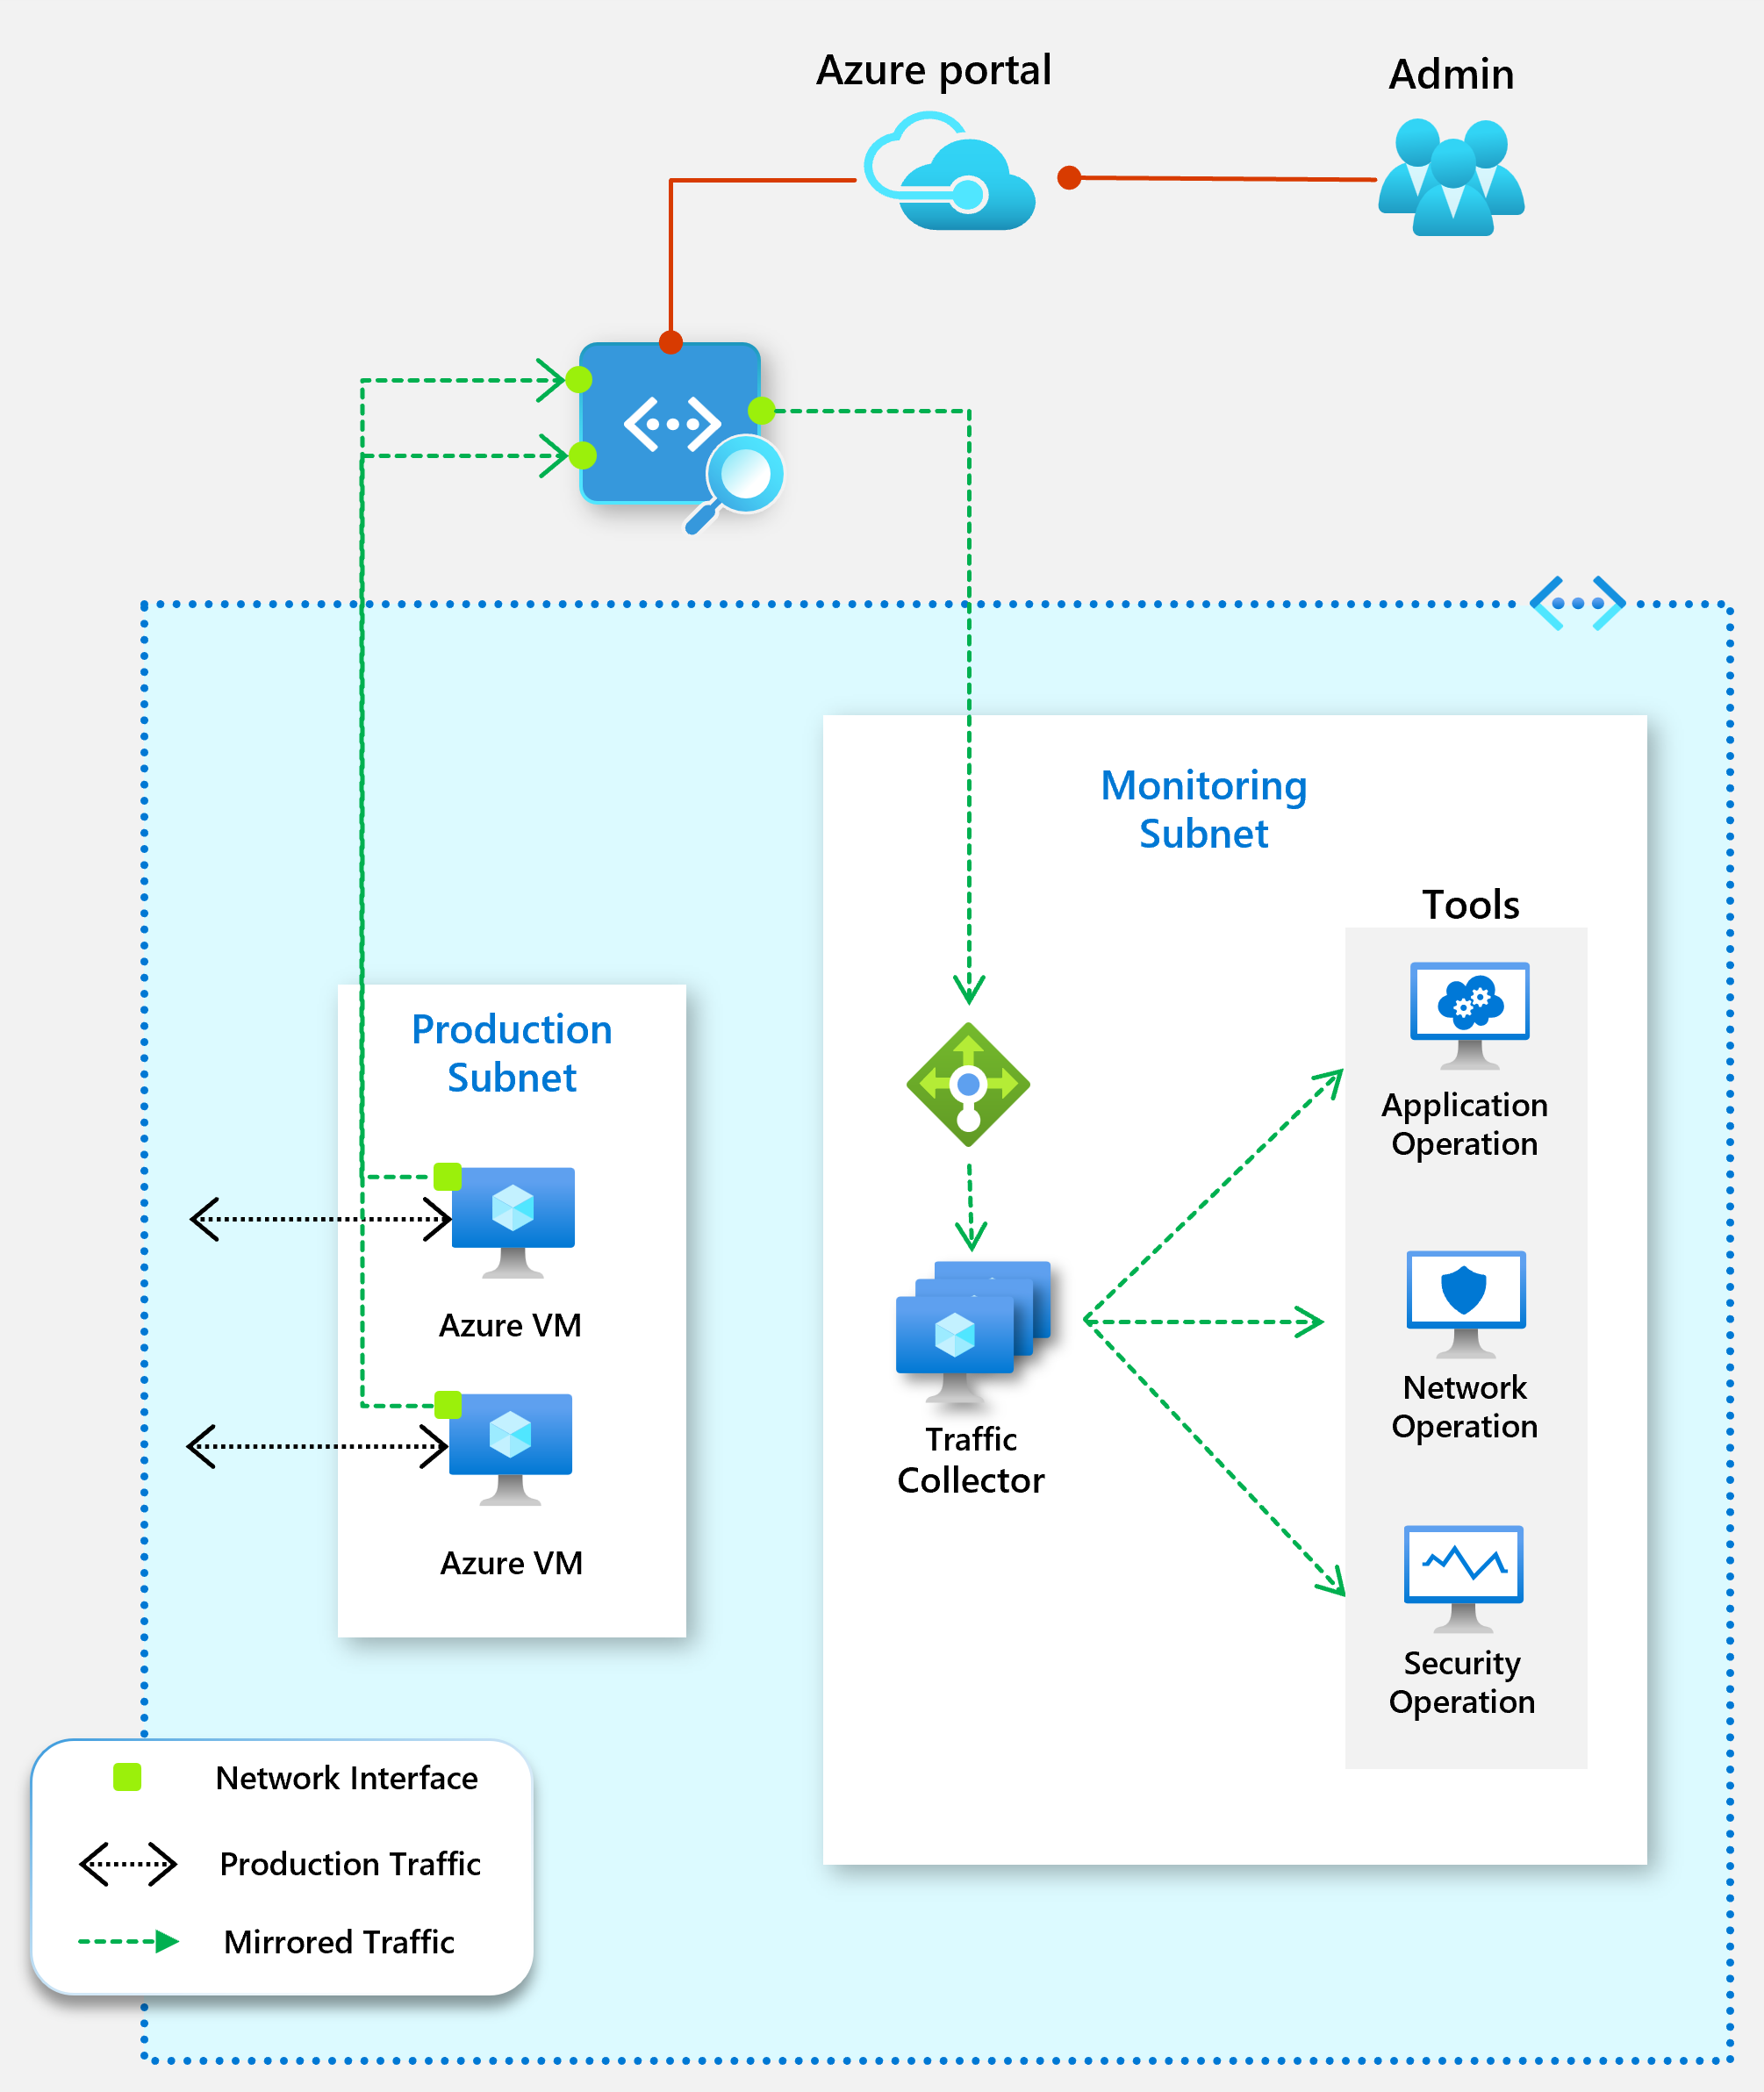 Azure portal
Admin
Monitoring
Subnet
Tools
Production
Subnet
Application
Operation
Azure VM
Network
Operation
Traffic
Collector
Azure VM
Security
Operation
Network Interface
Production Traffic
Mirrored Traffic